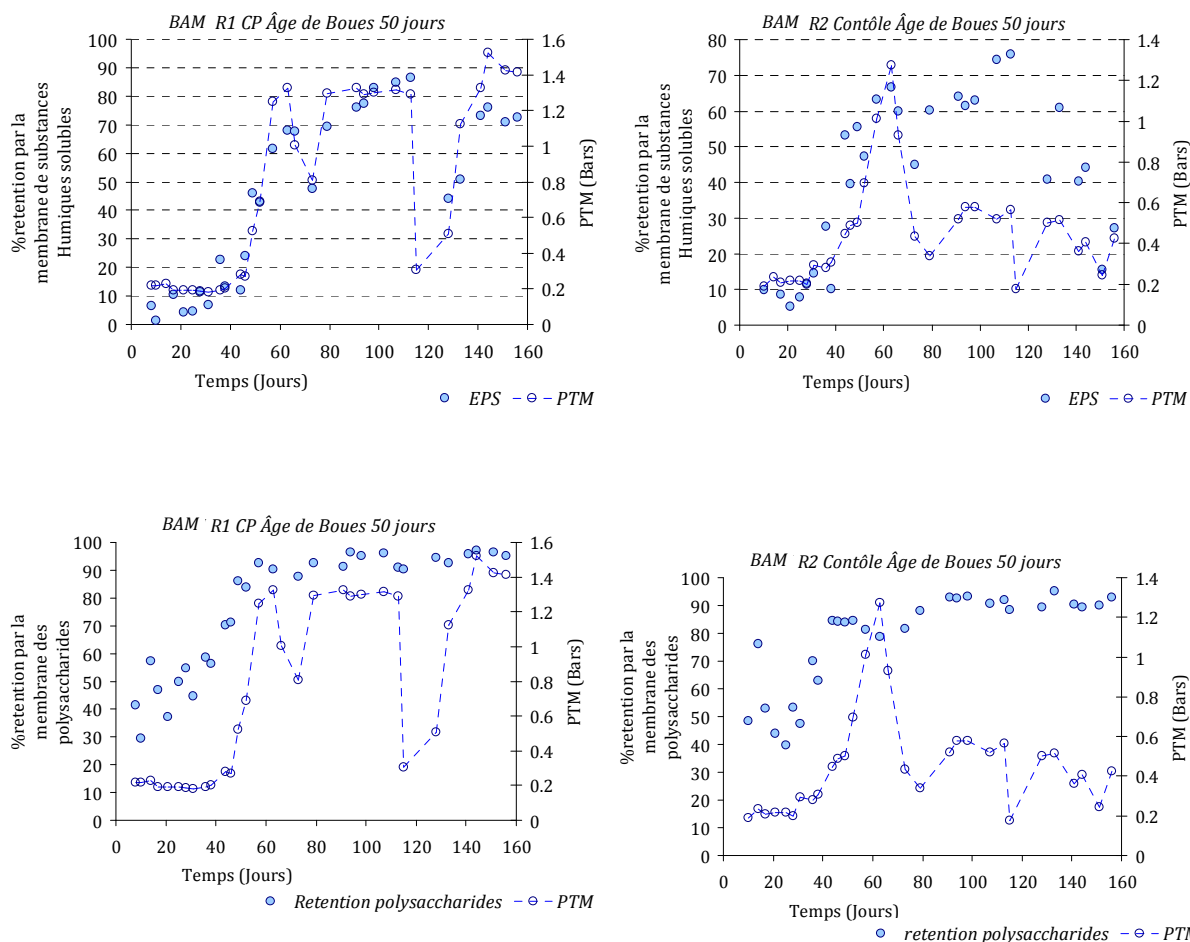 BAM R1 CP Âge de Boues 50 jours
100
90
80
70
60
50
40
30
20
10
0
%retention par la
membrane de substances
Humiques solubles
1.6
1.4
1.2
1
0.8
0.6
0.4
0.2
0
PTM (Bars)
0 20 40 60 80 100 120 140 160
Temps (Jours)
EPS PTM
BAM R2 Contôle Âge de Boues 50 jours
80
70
60
50
40
30
20
10
0
%retention par la
membrane de substances
Humiques solubles
1.4
1.2
1
0.8
0.6
0.4
0.2
0
PTM (Bars)
0 20 40 60 80 100 120 140 160
Temps (Jours)
EPS PTM
BAM R1 CP Âge de Boues 50 jours
100
90
80
70
60
50
40
30
20
10
0
%retention par la
membrane des
polysaccharides
1.6
1.4
1.2
1
0.8
0.6
0.4
0.2
0
PTM (Bars)
0 20 40 60 80 100 120 140 160
Temps (Jours)
Retention polysaccharides PTM
BAM R2 Contôle Âge de Boues 50 jours
100
90
80
70
60
50
40
30
20
10
0
%retention par la
membrane des
polysaccharides
1.4
1.2
1
0.8
0.6
0.4
0.2
0
PTM (Bars)
0 20 40 60 80 100 120 140 160
Temps (Jours)
retention polysaccharides PTM